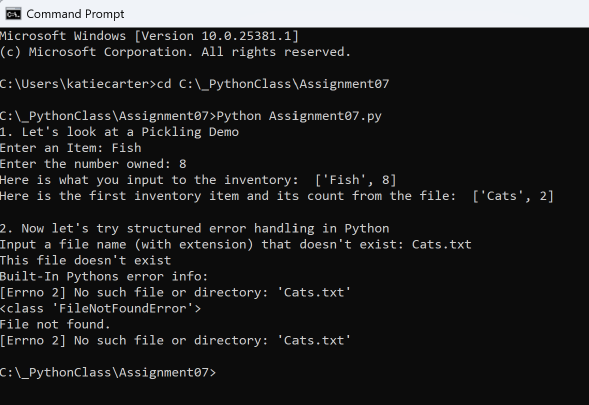 Command Prompt
Microsoft Windows [Version 10.0.25381.1]
(c) Microsoft Corporation. All rights reserved.
C:\Users\katiecarter>cd C:\_PythonClass\Assignment07
C:\_PythonClass\Assignment07>Python Assignment07.py
1. Let's look at a Pickling Demo
Enter an Item: Fish
Enter the number owned: 8
Here is what you input to the inventory:  ['Fish', 8]
Here is the first inventory item and its count from the file:  ['Cats', 2]
2. Now let's try structured error handling in Python
Input a file name (with extension) that doesn't exist: Cats.txt
This file doesn't exist
Built-In Pythons error info:
[Errno 2] No such file or directory: 'Cats.txt'
<class 'FileNotFoundError'>
File not found.
[Errno 2] No such file or directory: 'Cats.txt'
C:\_PythonClass\Assignment07>